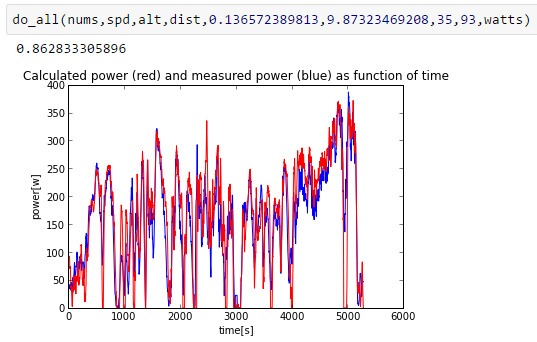 do_all(nums,spd,alt,dist,0.136572389813,9.87323469208,35,93,watts)
0.862833305896
Calculated power (red) and measured power (blue) as function of time
400
350
300
250
200
150
100
50
0
power[w]
0 1000 2000 3000 4000 5000 6000
time[s]